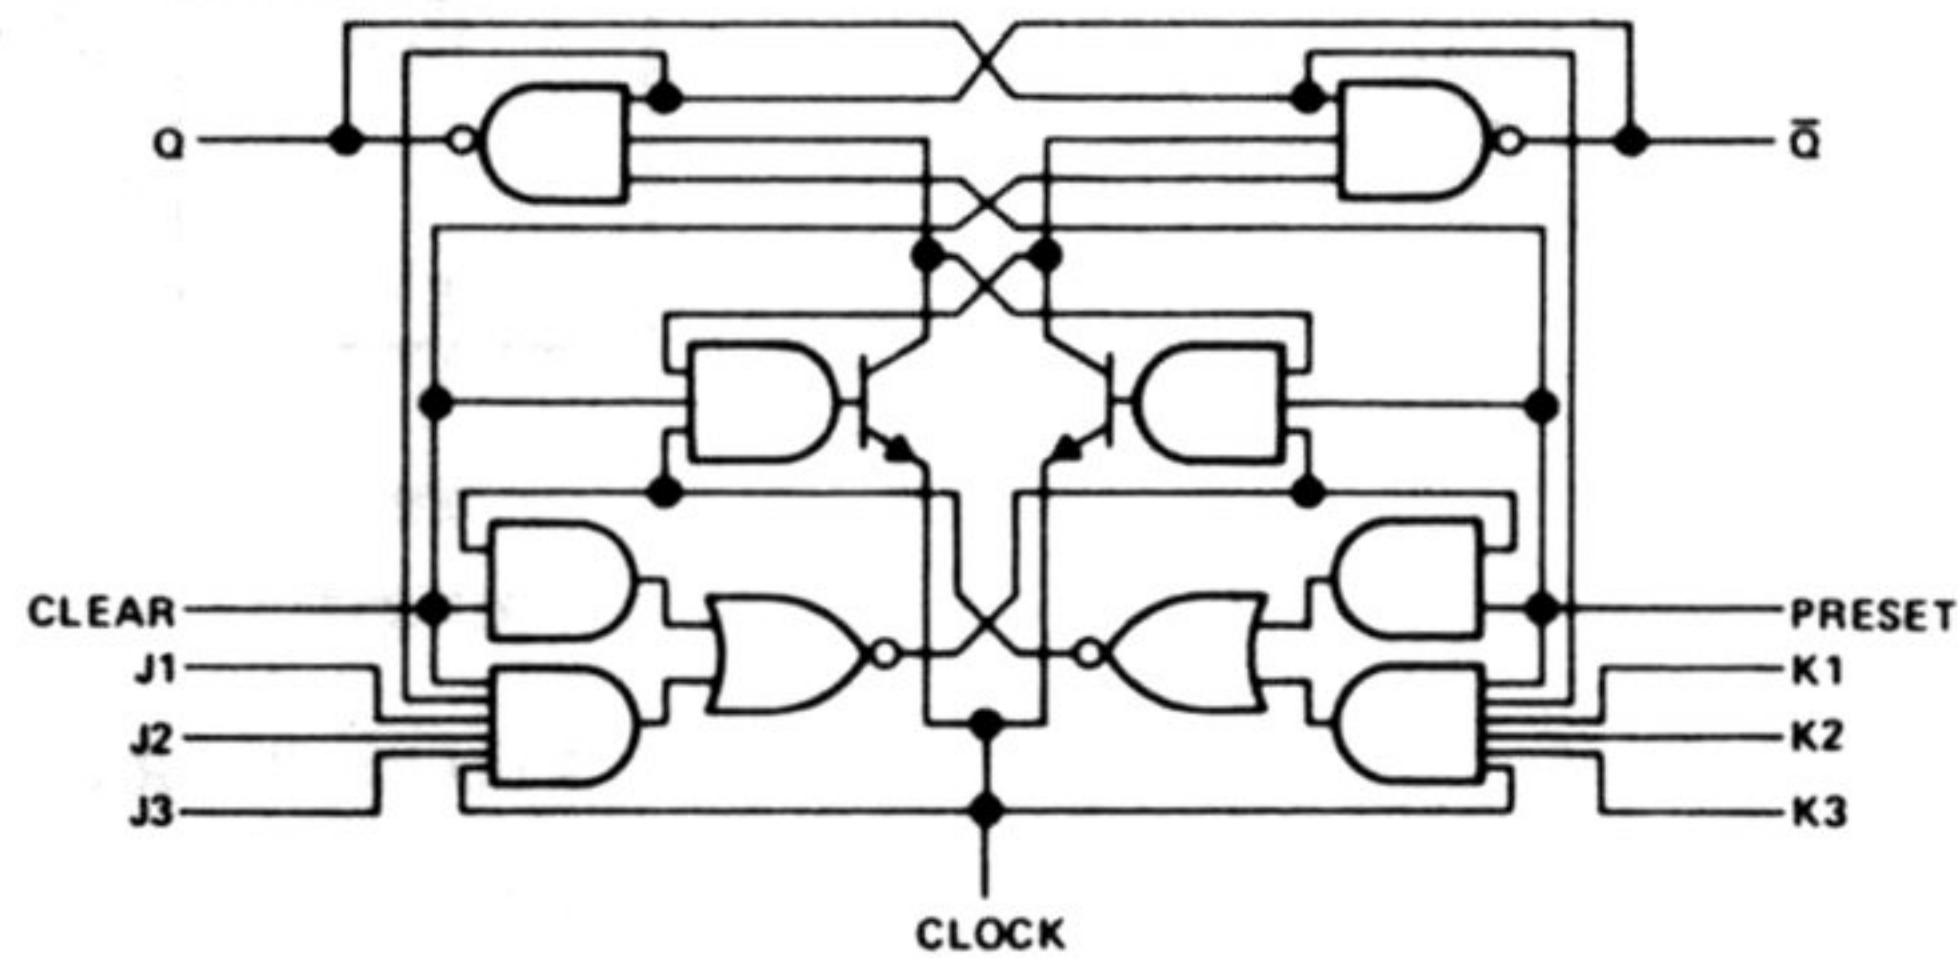 Q Q̅
CLEAR PRESET
J1 K1
J2 K2
J3 K3
CLOCK